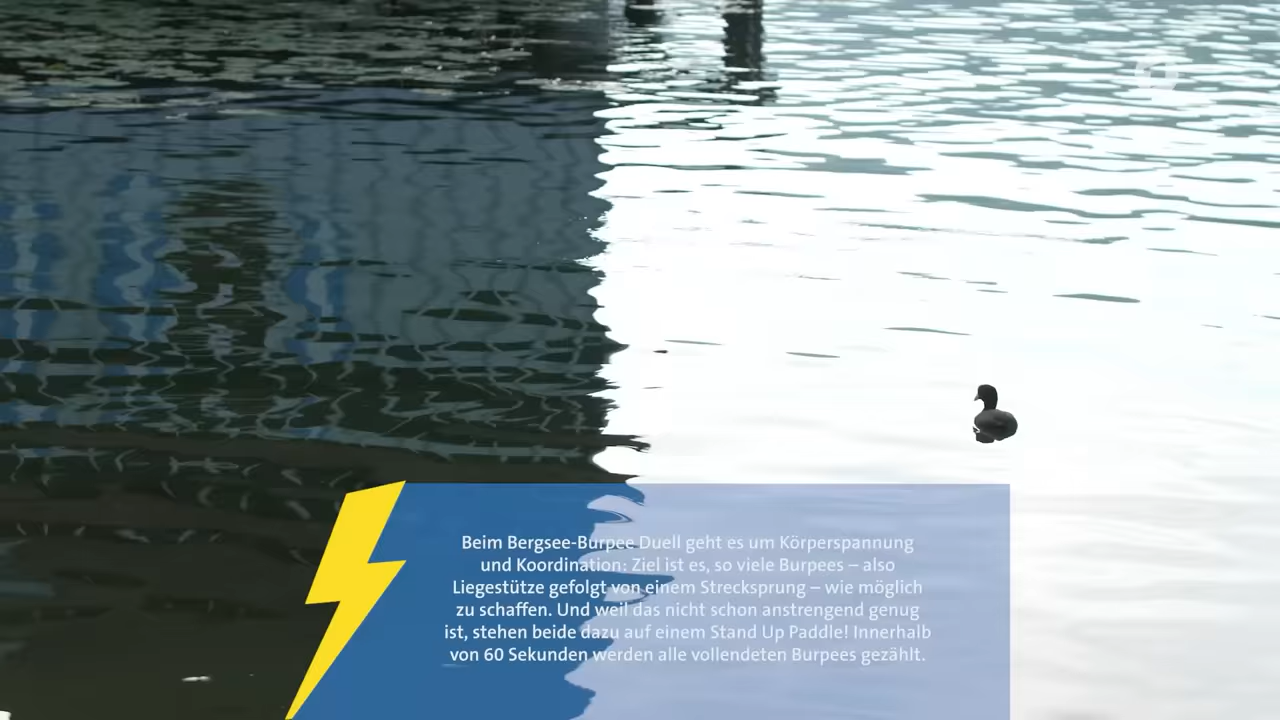 Beim Bergsee-Burpee Duell geht es um Körperspannung
und Koordination: Ziel ist es, so viele Burpees – also
Liegestütze gefolgt von einem Strecksprung – wie möglich
zu schaffen. Und weil das nicht schon anstrengend genug
ist, stehen beide dazu auf einem Stand Up Paddle! Innerhalb
von 60 Sekunden werden alle vollendeten Burpees gezählt.